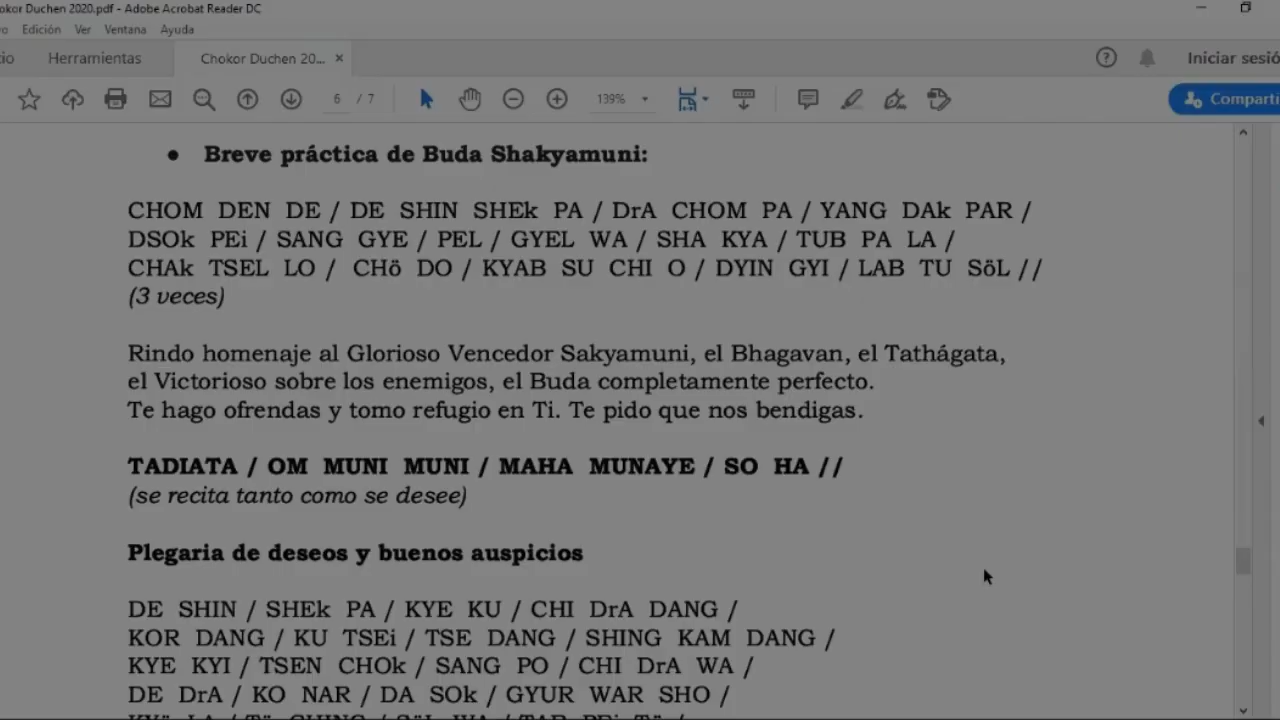 okor Duchen 2020.pdf - Adobe Acrobat Reader DC
Edición Ver Ventana Ayuda
Herramientas
Chokor Duchen 20... ×
Iniciar sesió
6 / 7
139%
Comparti
• Breve práctica de Buda Shakyamuni:
CHOM DEN DE / DE SHIN SHEk PA / DrA CHOM PA / YANG DAk PAR /
DSOk PEi / SANG GYE / PEL / GYEL WA / SHA KYA / TUB PA LA /
CHAk TSEL LO / CHö DO / KYAB SU CHI O / DYIN GYI / LAB TU SöL //
(3 veces)
Rindo homenaje al Glorioso Vencedor Sakyamuni, el Bhagavan, el Tathágata,
el Victorioso sobre los enemigos, el Buda completamente perfecto.
Te hago ofrendas y tomo refugio en Ti. Te pido que nos bendigas.
TADIATA / OM MUNI MUNI / MAHA MUNAYE / SO HA //
(se recita tanto como se desee)
Plegaria de deseos y buenos auspicios
DE SHIN / SHEk PA / KYE KU / CHI DrA DANG /
KOR DANG / KU TSEi / TSE DANG / SHING KAM DANG /
KYE KYI / TSEN CHOk / SANG PO / CHI DrA WA /
DE DrA / KO NAR / DA SOk / GYUR WAR SHO /